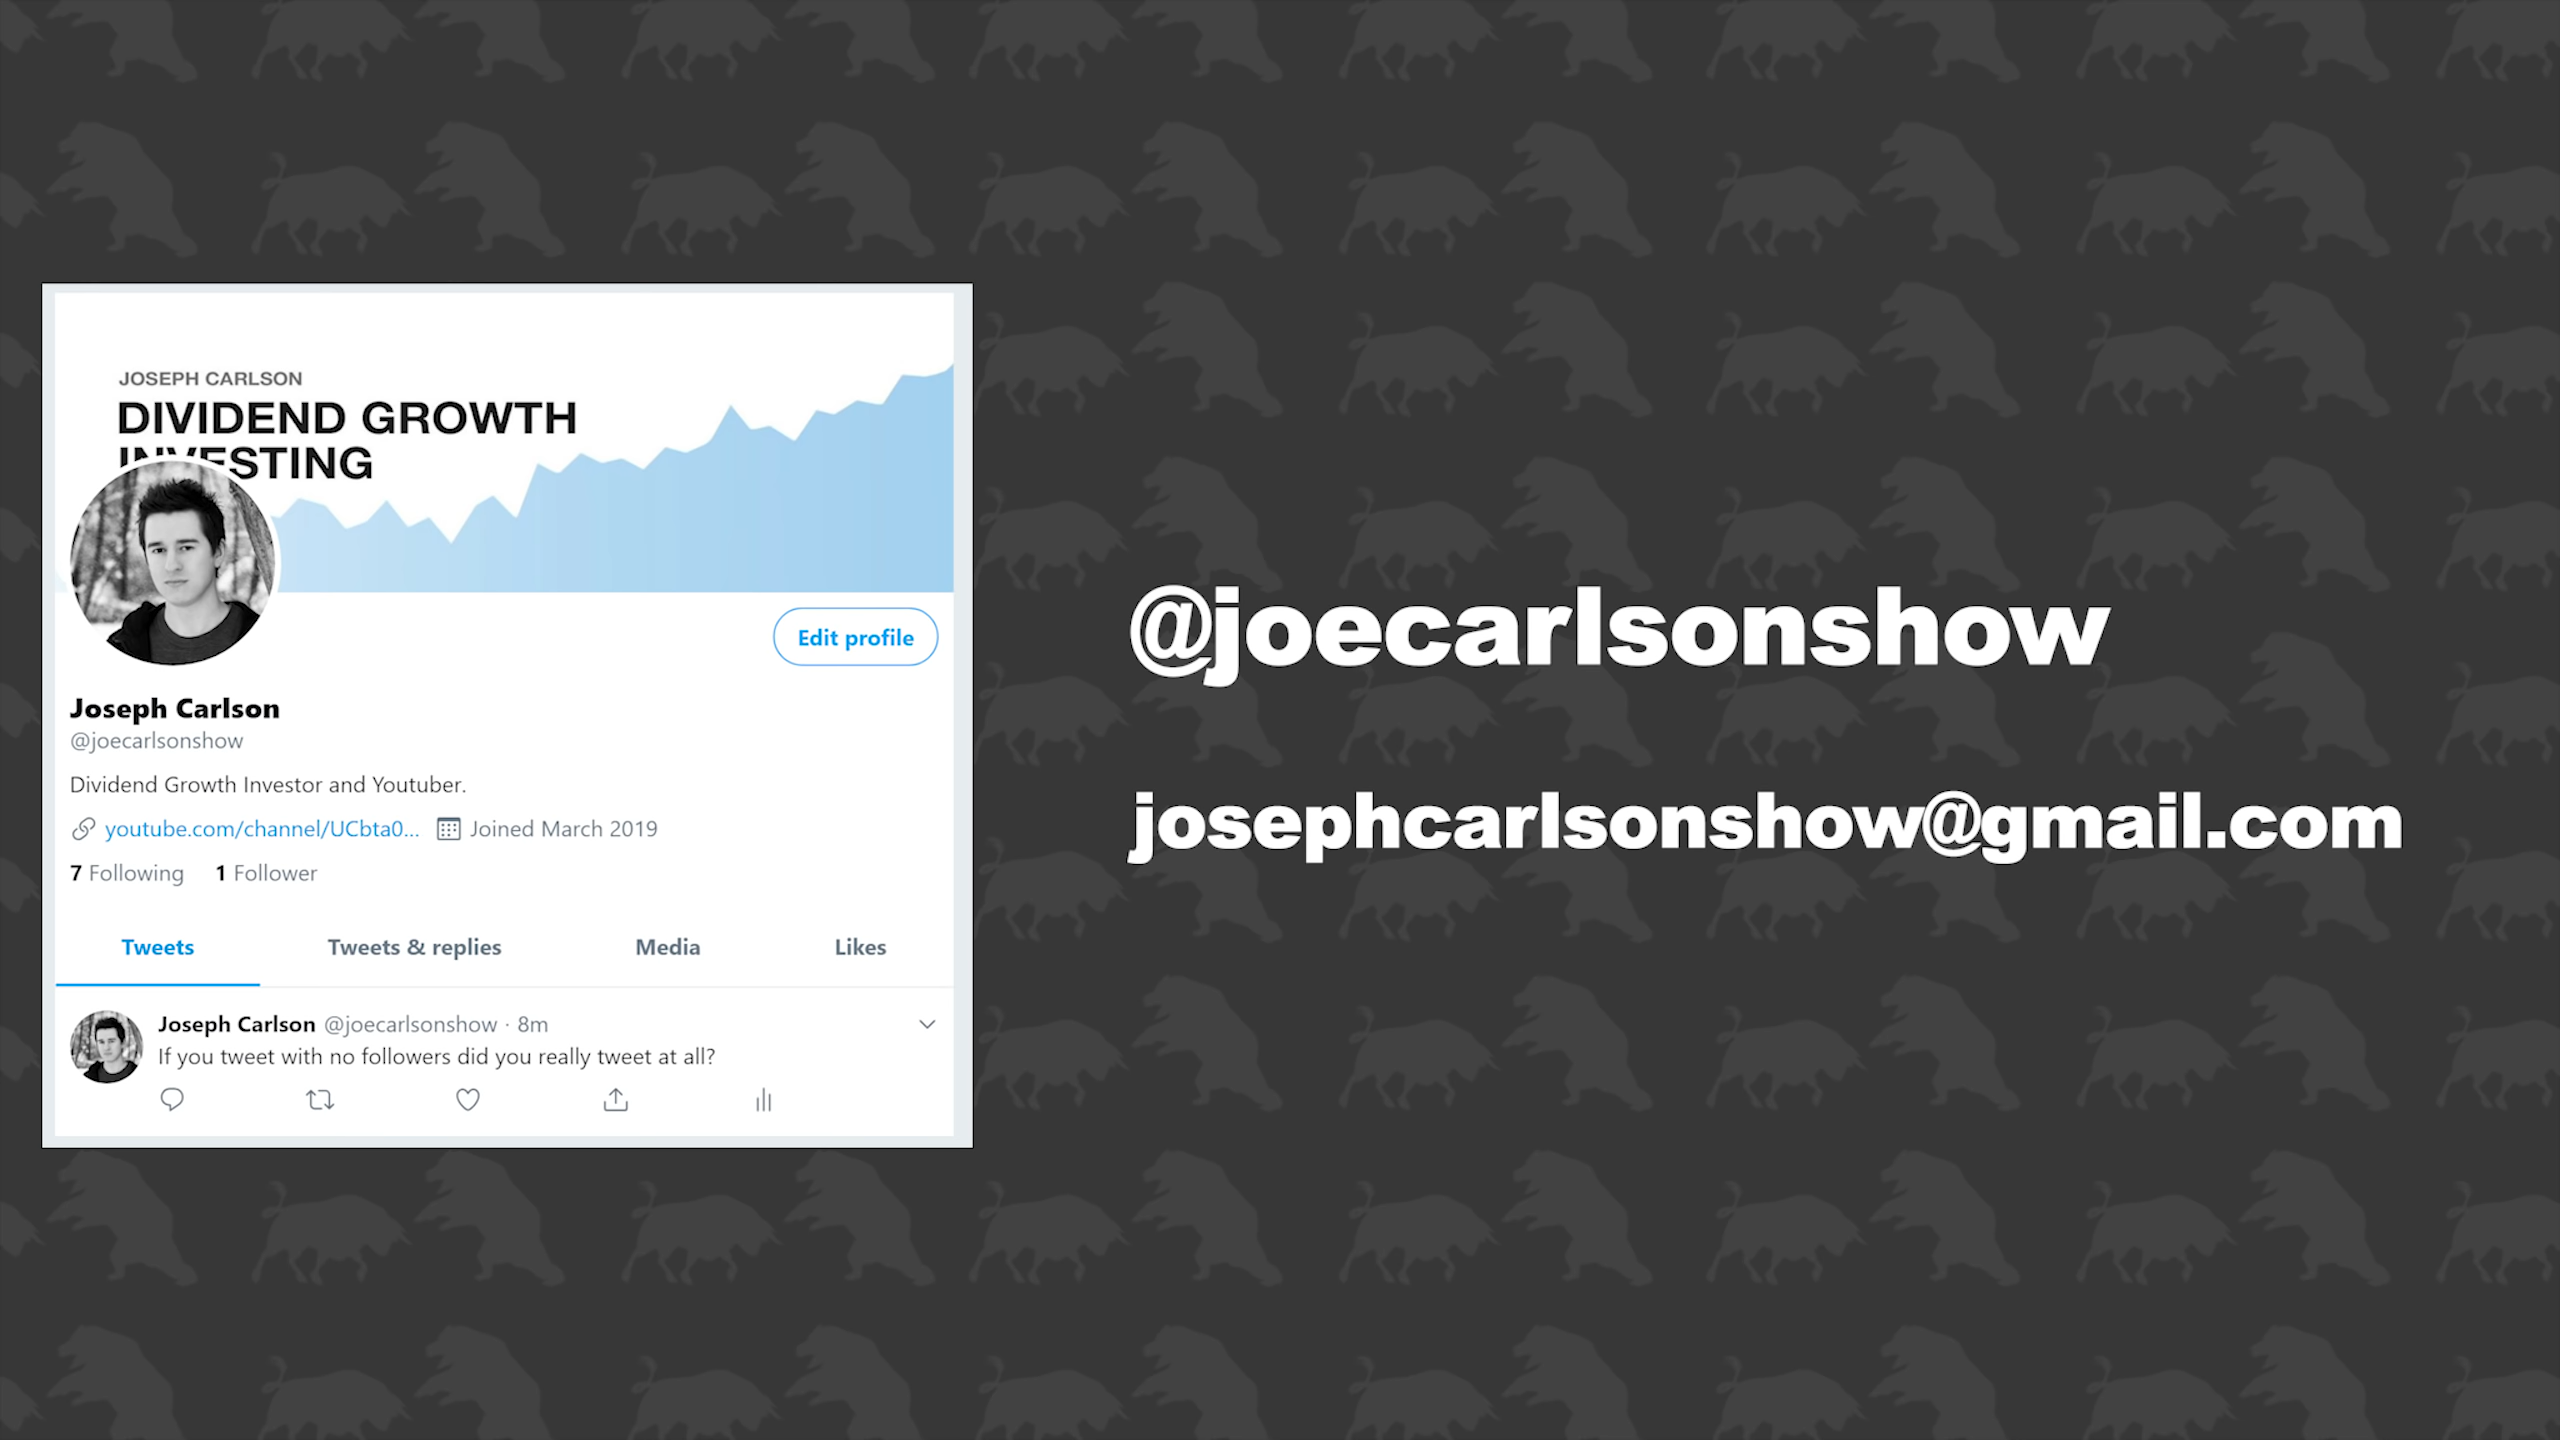 JOSEPH CARLSON
DIVIDEND GROWTH
INVESTING
Edit profile
Joseph Carlson
@joecarlsonshow
Dividend Growth Investor and Youtuber.
youtube.com/channel/UCbta0... Joined March 2019
7 Following 1 Follower
Tweets Tweets & replies Media Likes
Joseph Carlson @joecarlsonshow · 8m
If you tweet with no followers did you really tweet at all?
@joecarlsonshow
josephcarlsonshow@gmail.com